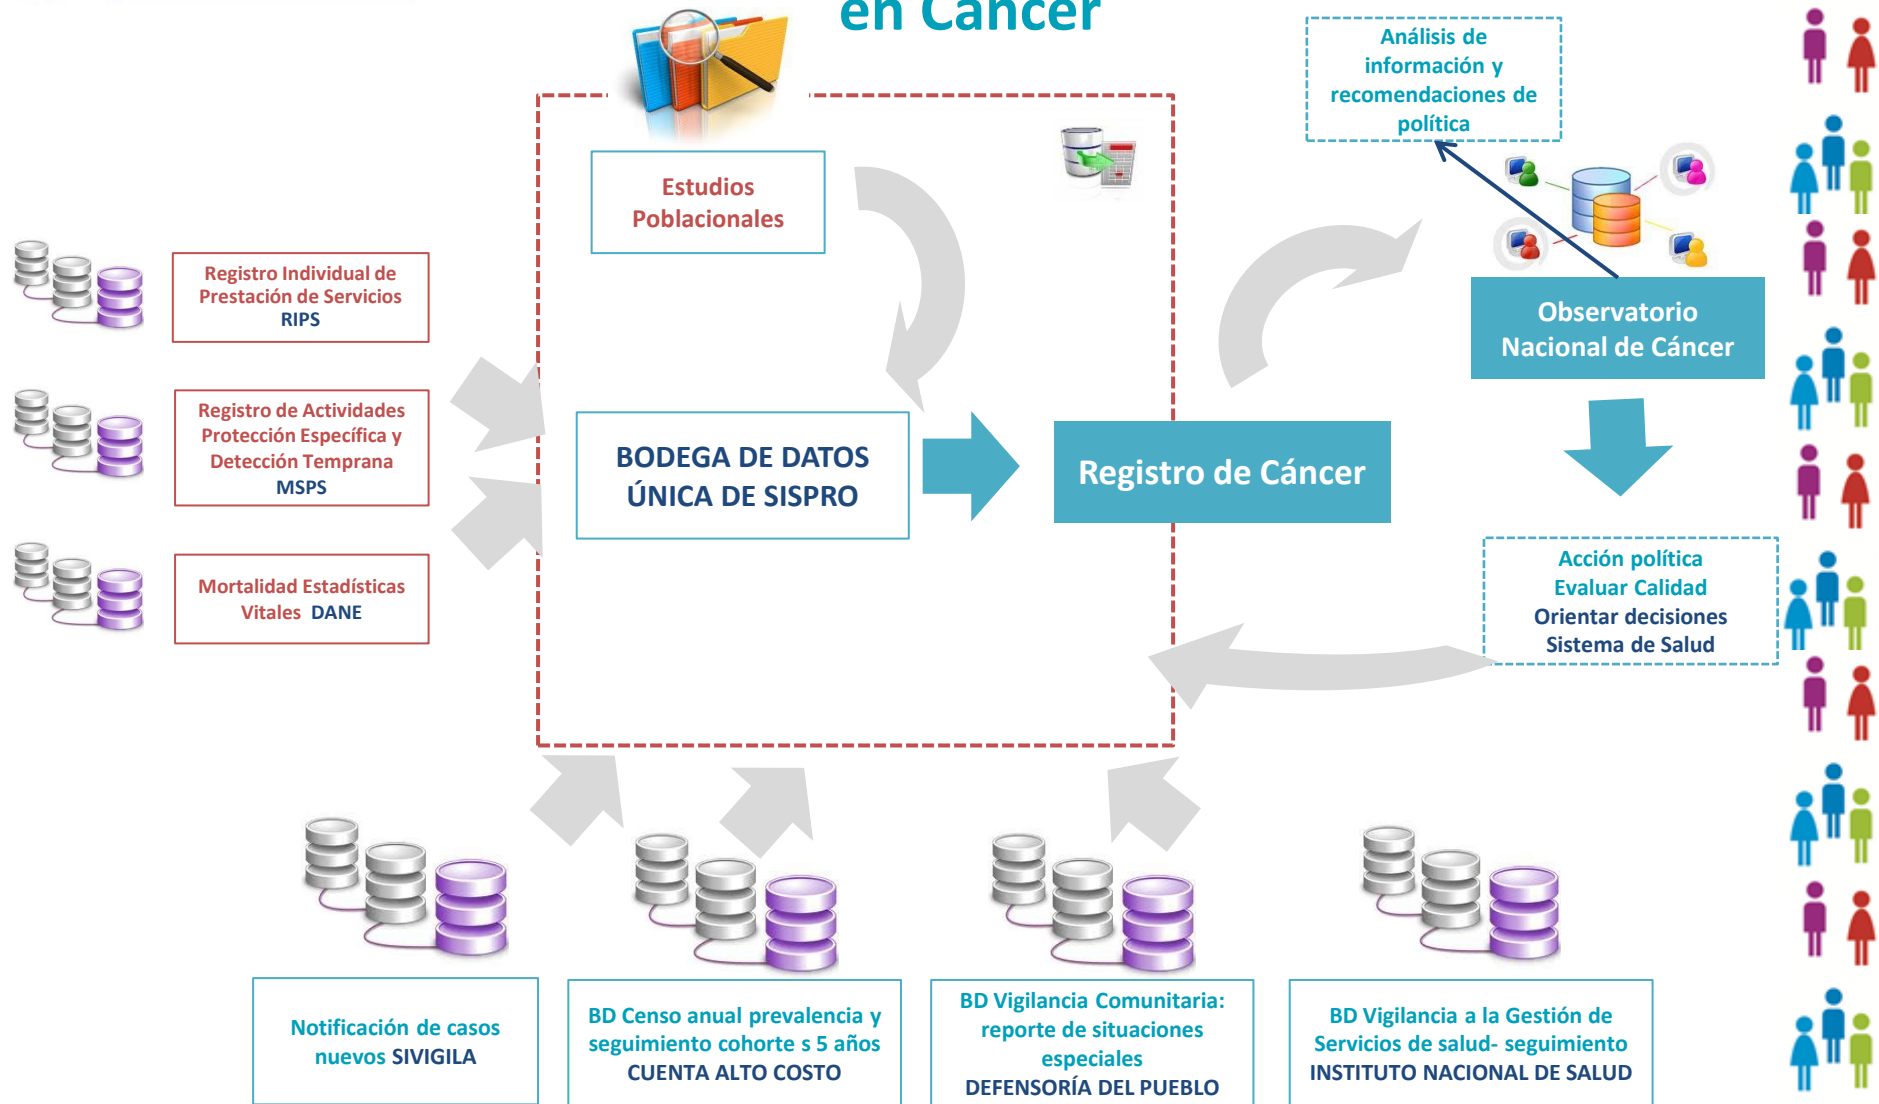 en Cáncer
Análisis de
información y
recomendaciones de
política
Estudios
Poblacionales
Registro Individual de
Prestación de Servicios
RIPS
Observatorio
Nacional de Cáncer
Registro de Actividades
Protección Específica y
Detección Temprana
MSPS
BODEGA DE DATOS
ÚNICA DE SISPRO
Registro de Cáncer
Mortalidad Estadísticas
Vitales DANE
Acción política
Evaluar Calidad
Orientar decisiones
Sistema de Salud
Notificación de casos
nuevos SIVIGILA
BD Censo anual prevalencia y
seguimiento cohorte s 5 años
CUENTA ALTO COSTO
BD Vigilancia Comunitaria:
reporte de situaciones
especiales
DEFENSORÍA DEL PUEBLO
BD Vigilancia a la Gestión de
Servicios de salud- seguimiento
INSTITUTO NACIONAL DE SALUD